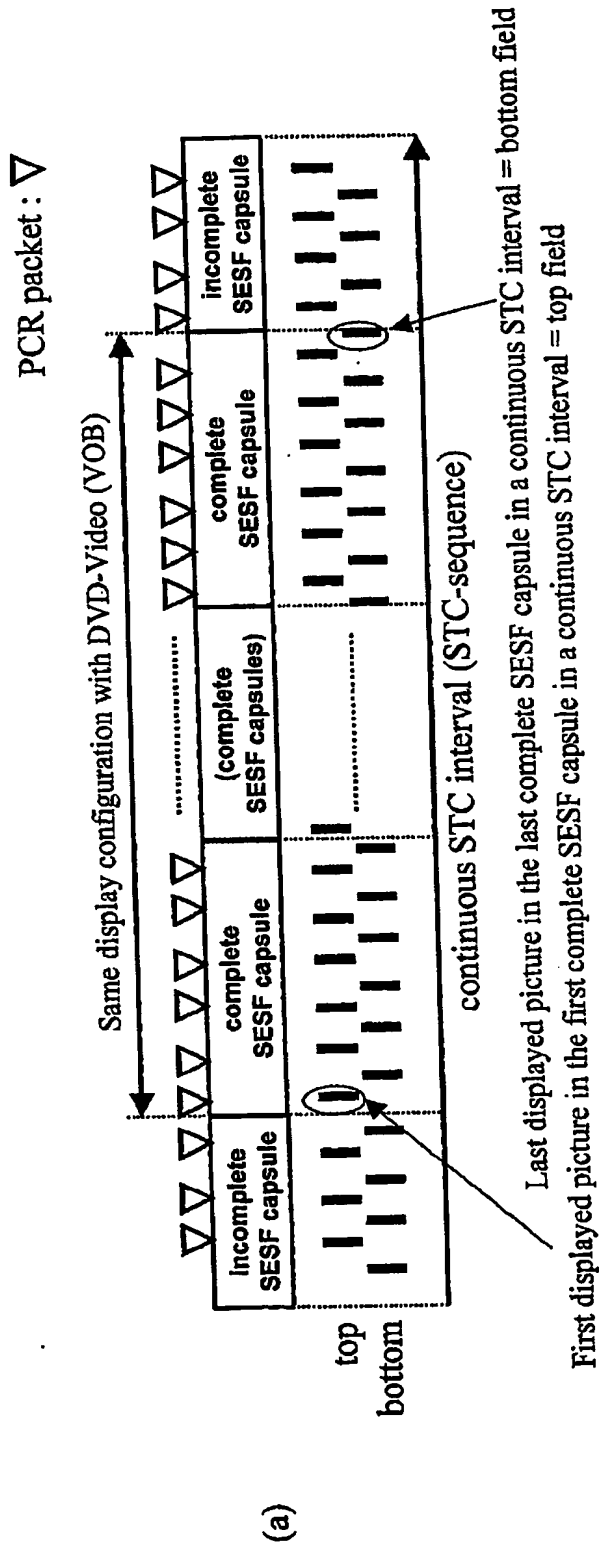 PCR packet : ▽
Same display configuration with DVD-Video (VOB)
incomplete
SESF capsule
complete
SESF capsule
(complete
SESF capsules)
complete
SESF capsule
incomplete
SESF capsule
top
bottom
continuous STC interval (STC-sequence)
Last displayed picture in the last complete SESF capsule in a continuous STC interval = bottom field
First displayed picture in the first complete SESF capsule in a continuous STC interval = top field
(a)